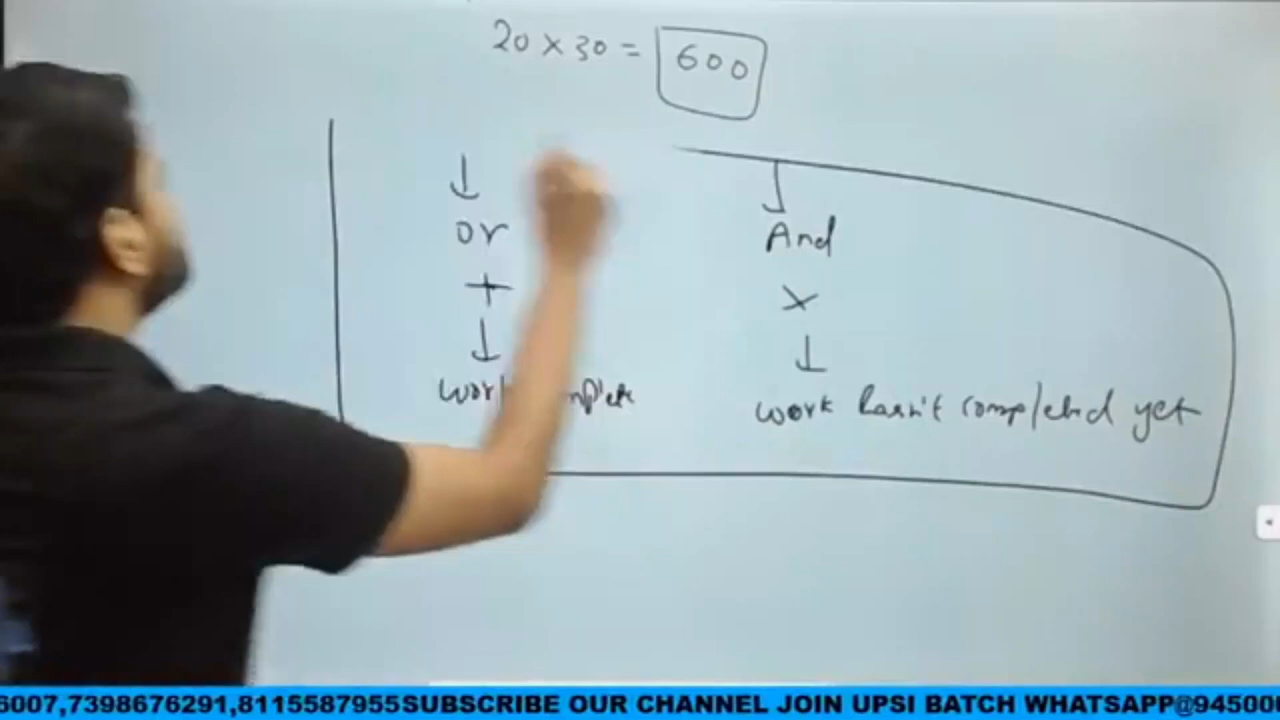 20 × 30 = 600
or And
+ ×
work hasn't completed yet
6007,7398676291,8115587955SUBSCRIBE OUR CHANNEL JOIN UPSI BATCH WHATSAPP@94500